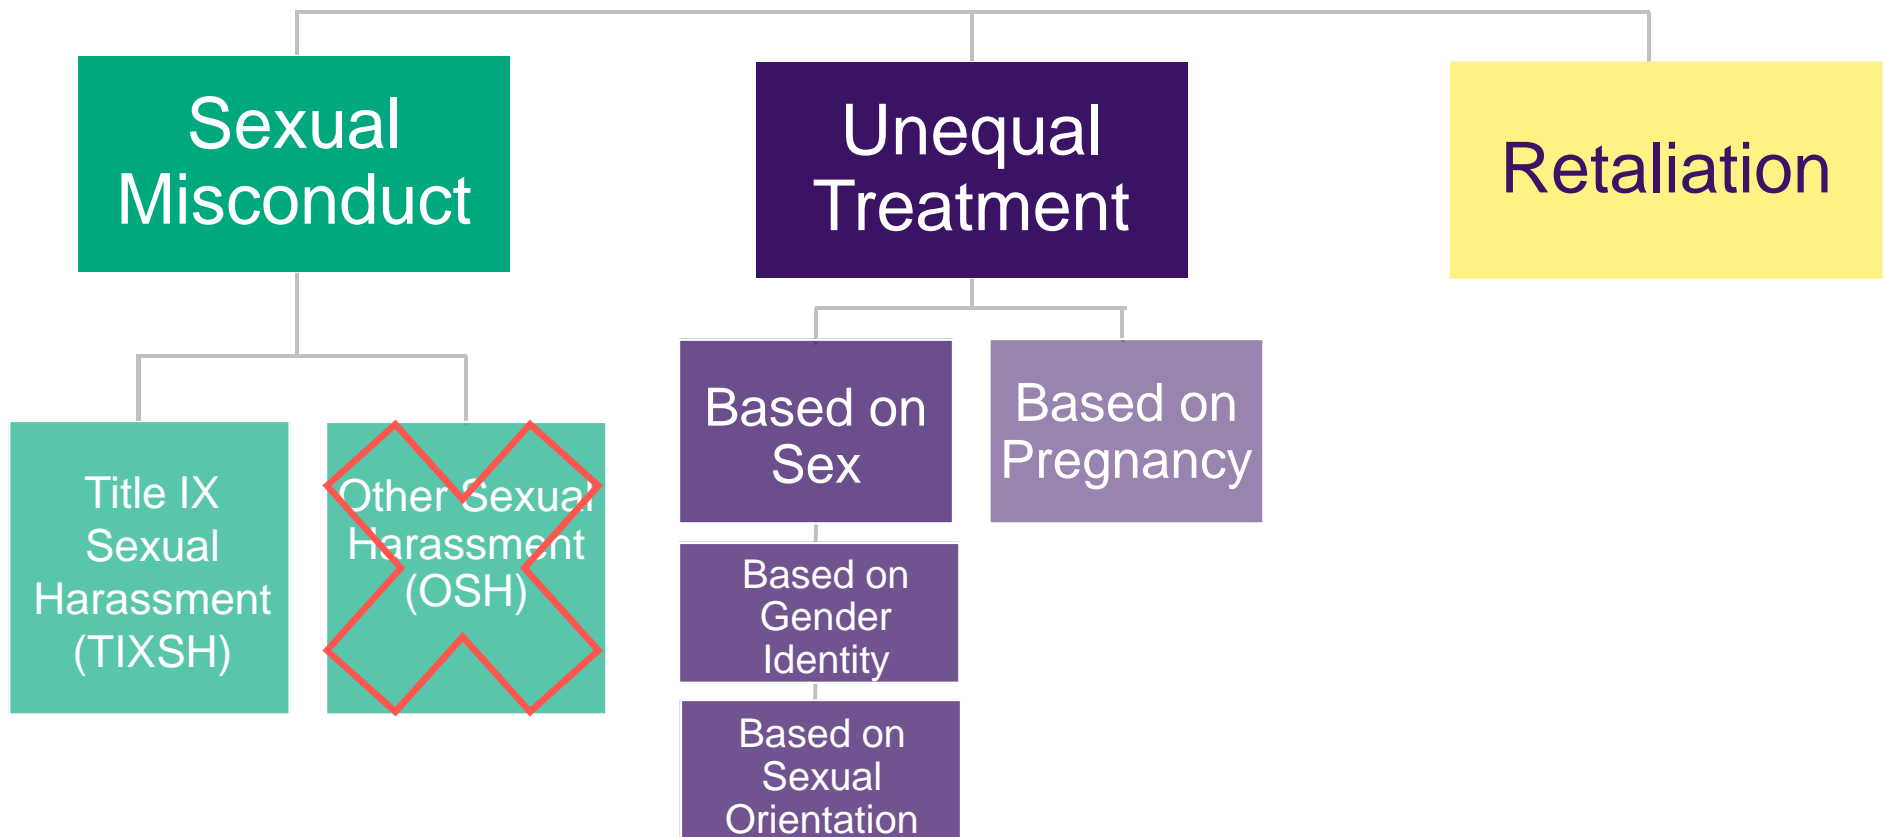 Sexual
Misconduct
Unequal
Treatment
Retaliation
Title IX
Sexual
Harassment
(TIXSH)
Other Sexual
Harassment
(OSH)
Based on
Sex
Based on
Pregnancy
Based on
Gender
Identity
Based on
Sexual
Orientation